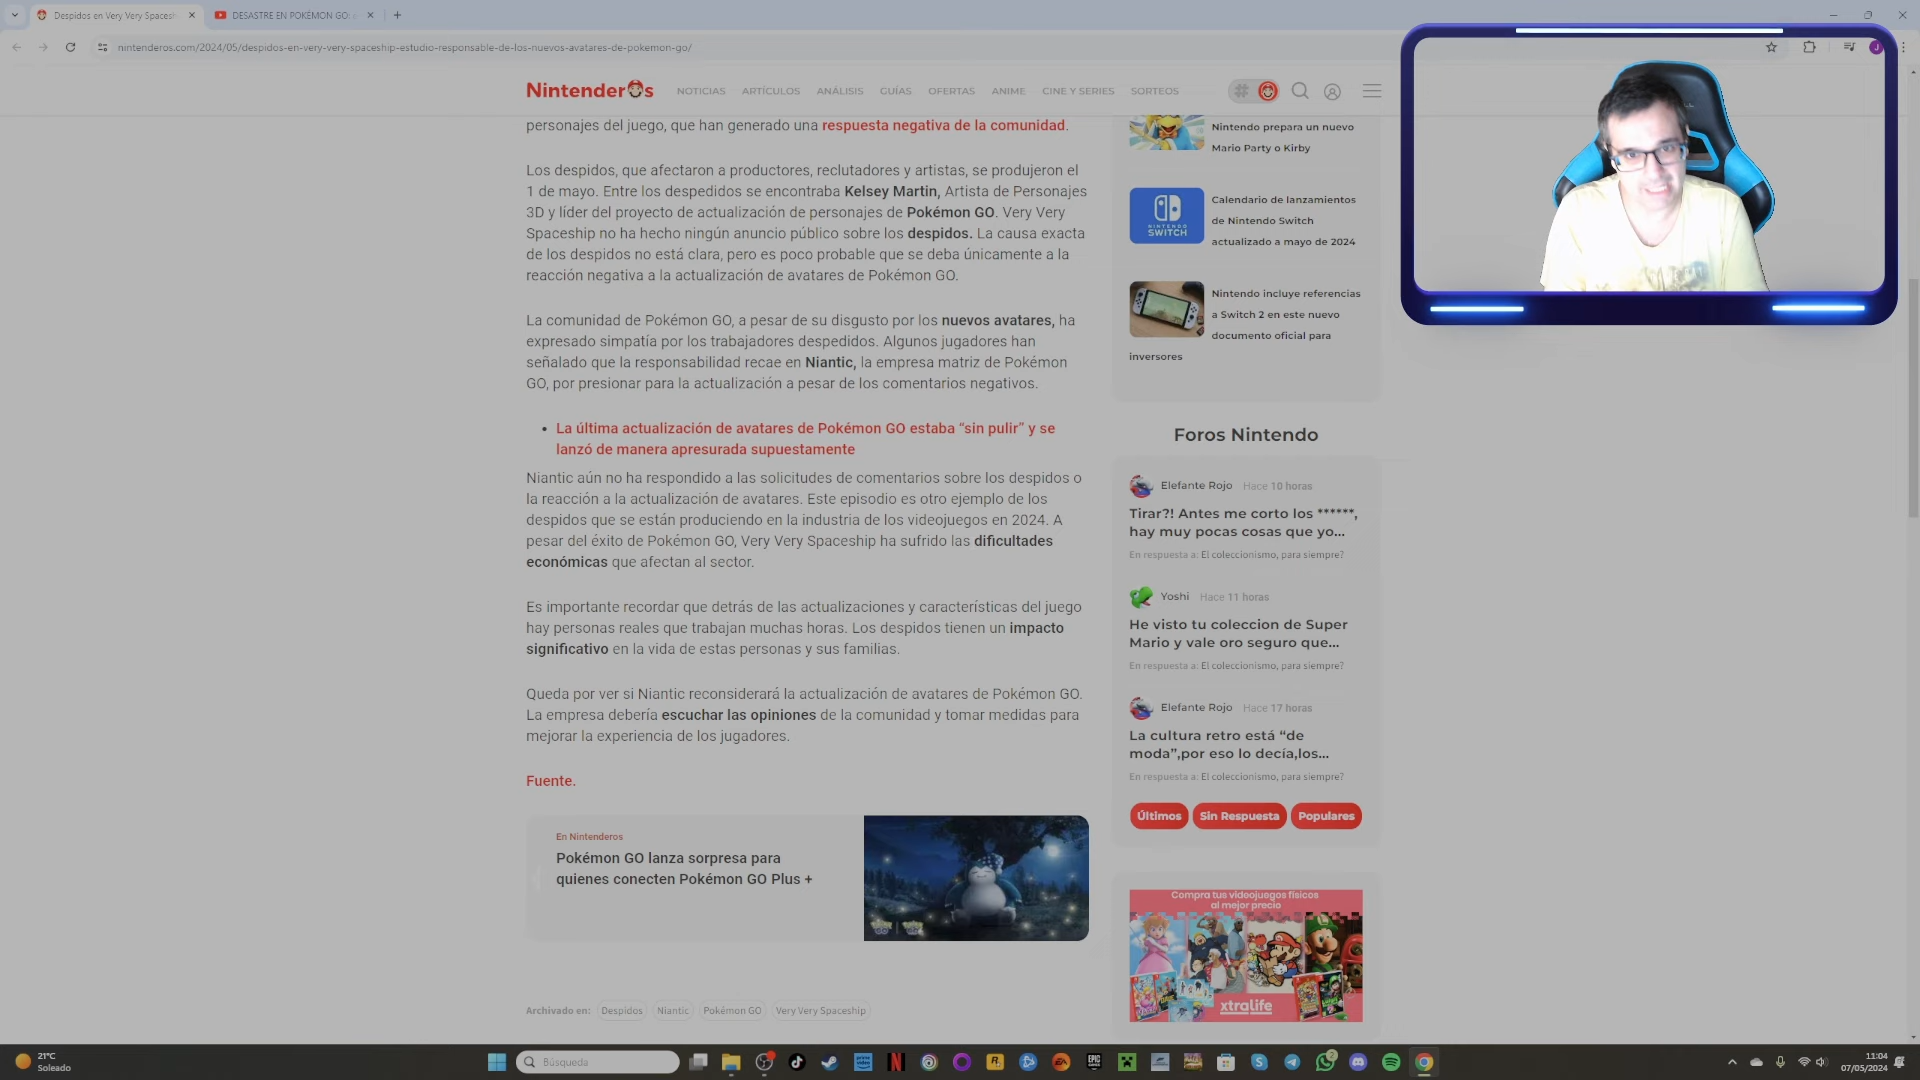 Despidos en Very Very Spacesh
DESASTRE EN POKÉMON GO:
nintenderos.com/2024/05/despidos-en-very-very-spaceship-estudio-responsable-de-los-nuevos-avatares-de-pokemon-go/
J
Nintenderos
NOTICIAS ARTÍCULOS ANÁLISIS GUÍAS OFERTAS ANIME CINE Y SERIES SORTEOS
personajes del juego, que han generado una respuesta negativa de la comunidad.
Los despidos, que afectaron a productores, reclutadores y artistas, se produjeron el
1 de mayo. Entre los despedidos se encontraba Kelsey Martin, Artista de Personajes
3D y líder del proyecto de actualización de personajes de Pokémon GO. Very Very
Spaceship no ha hecho ningún anuncio público sobre los despidos. La causa exacta
de los despidos no está clara, pero es poco probable que se deba únicamente a la
reacción negativa a la actualización de avatares de Pokémon GO.
La comunidad de Pokémon GO, a pesar de su disgusto por los nuevos avatares, ha
expresado simpatía por los trabajadores despedidos. Algunos jugadores han
señalado que la responsabilidad recae en Niantic, la empresa matriz de Pokémon
GO, por presionar para la actualización a pesar de los comentarios negativos.
• La última actualización de avatares de Pokémon GO estaba “sin pulir” y se
lanzó de manera apresurada supuestamente
Niantic aún no ha respondido a las solicitudes de comentarios sobre los despidos o
la reacción a la actualización de avatares. Este episodio es otro ejemplo de los
despidos que se están produciendo en la industria de los videojuegos en 2024. A
pesar del éxito de Pokémon GO, Very Very Spaceship ha sufrido las dificultades
económicas que afectan al sector.
Es importante recordar que detrás de las actualizaciones y características del juego
hay personas reales que trabajan muchas horas. Los despidos tienen un impacto
significativo en la vida de estas personas y sus familias.
Queda por ver si Niantic reconsiderará la actualización de avatares de Pokémon GO.
La empresa debería escuchar las opiniones de la comunidad y tomar medidas para
mejorar la experiencia de los jugadores.
Fuente.
En Nintenderos
Pokémon GO lanza sorpresa para
quienes conecten Pokémon GO Plus +
Archivado en: Despidos Niantic Pokémon GO Very Very Spaceship
Nintendo prepara un nuevo
Mario Party o Kirby
NINTENDO
SWITCH
Calendario de lanzamientos
de Nintendo Switch
actualizado a mayo de 2024
Nintendo incluye referencias
a Switch 2 en este nuevo
documento oficial para
inversores
Foros Nintendo
Elefante Rojo Hace 10 horas
Tirar?! Antes me corto los ******,
hay muy pocas cosas que yo...
En respuesta a: El coleccionismo, para siempre?
Yoshi Hace 11 horas
He visto tu coleccion de Super
Mario y vale oro seguro que...
En respuesta a: El coleccionismo, para siempre?
Elefante Rojo Hace 17 horas
La cultura retro está “de
moda”,por eso lo decía,los...
En respuesta a: El coleccionismo, para siempre?
Últimos Sin Respuesta Populares
Compra tus videojuegos físicos
al mejor precio
xtralife
21°C
Soleado
Búsqueda
11:04
07/05/2024